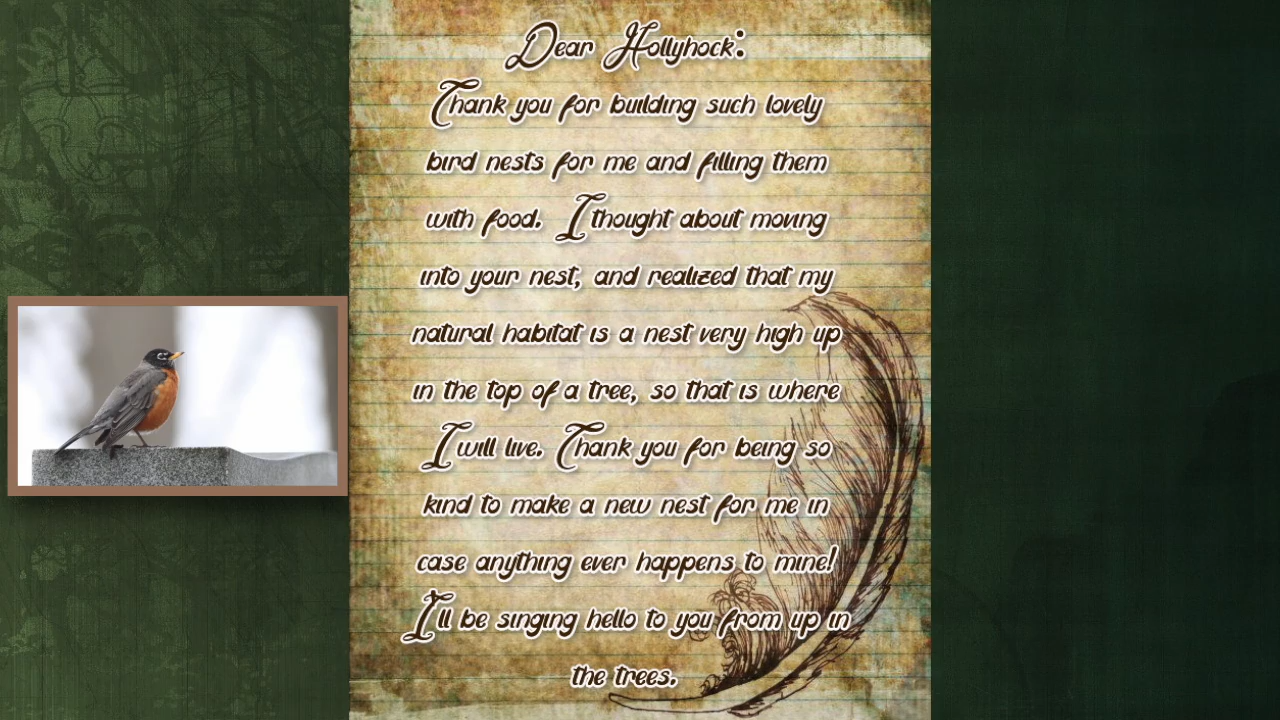 Dear Hollyhock:
Thank you for building such lovely
bird nests for me and filling them
with food. I thought about moving
into your nest, and realized that my
natural habitat is a nest very high up
in the top of a tree, so that is where
I will live. Thank you for being so
kind to make a new nest for me in
case anything ever happens to mine!
I'll be singing hello to you from up in
the trees.